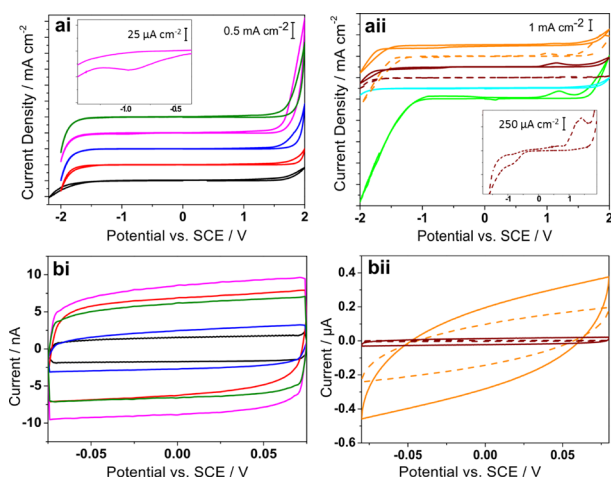 ai
25 µA cm-2
0.5 mA cm-2
-1.0
-0.5
Current Density / mA cm-2
-2
-1
0
1
2
Potential vs. SCE / V
aii
1 mA cm-2
250 µA cm-2
-1
0
1
Current Density / mA cm-2
-2
-1
0
1
2
Potential vs. SCE / V
bi
10
5
0
-5
-10
Current / nA
-0.05
0.00
0.05
Potential vs. SCE / V
bii
0.4
0.2
0.0
-0.2
-0.4
-0.6
Current / µA
-0.05
0.00
0.05
Potential vs. SCE / V